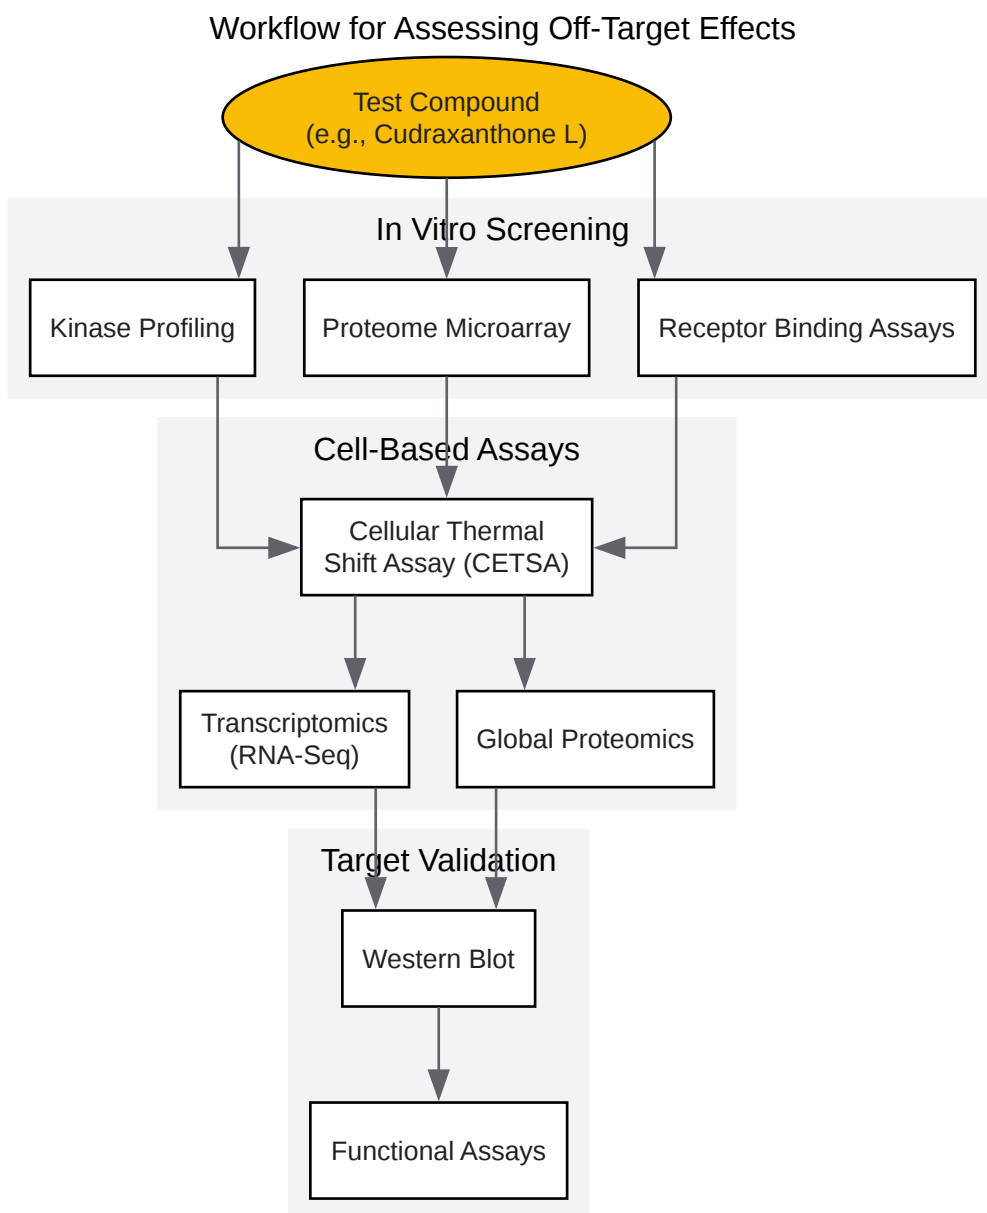 Workflow for Assessing Off-Target Effects
Test Compound
(e.g., Cudraxanthone L)
In Vitro Screening
Kinase Profiling
Proteome Microarray
Receptor Binding Assays
Cell-Based Assays
Cellular Thermal
Shift Assay (CETSA)
Transcriptomics
(RNA-Seq)
Global Proteomics
Target Validation
Western Blot
Functional Assays